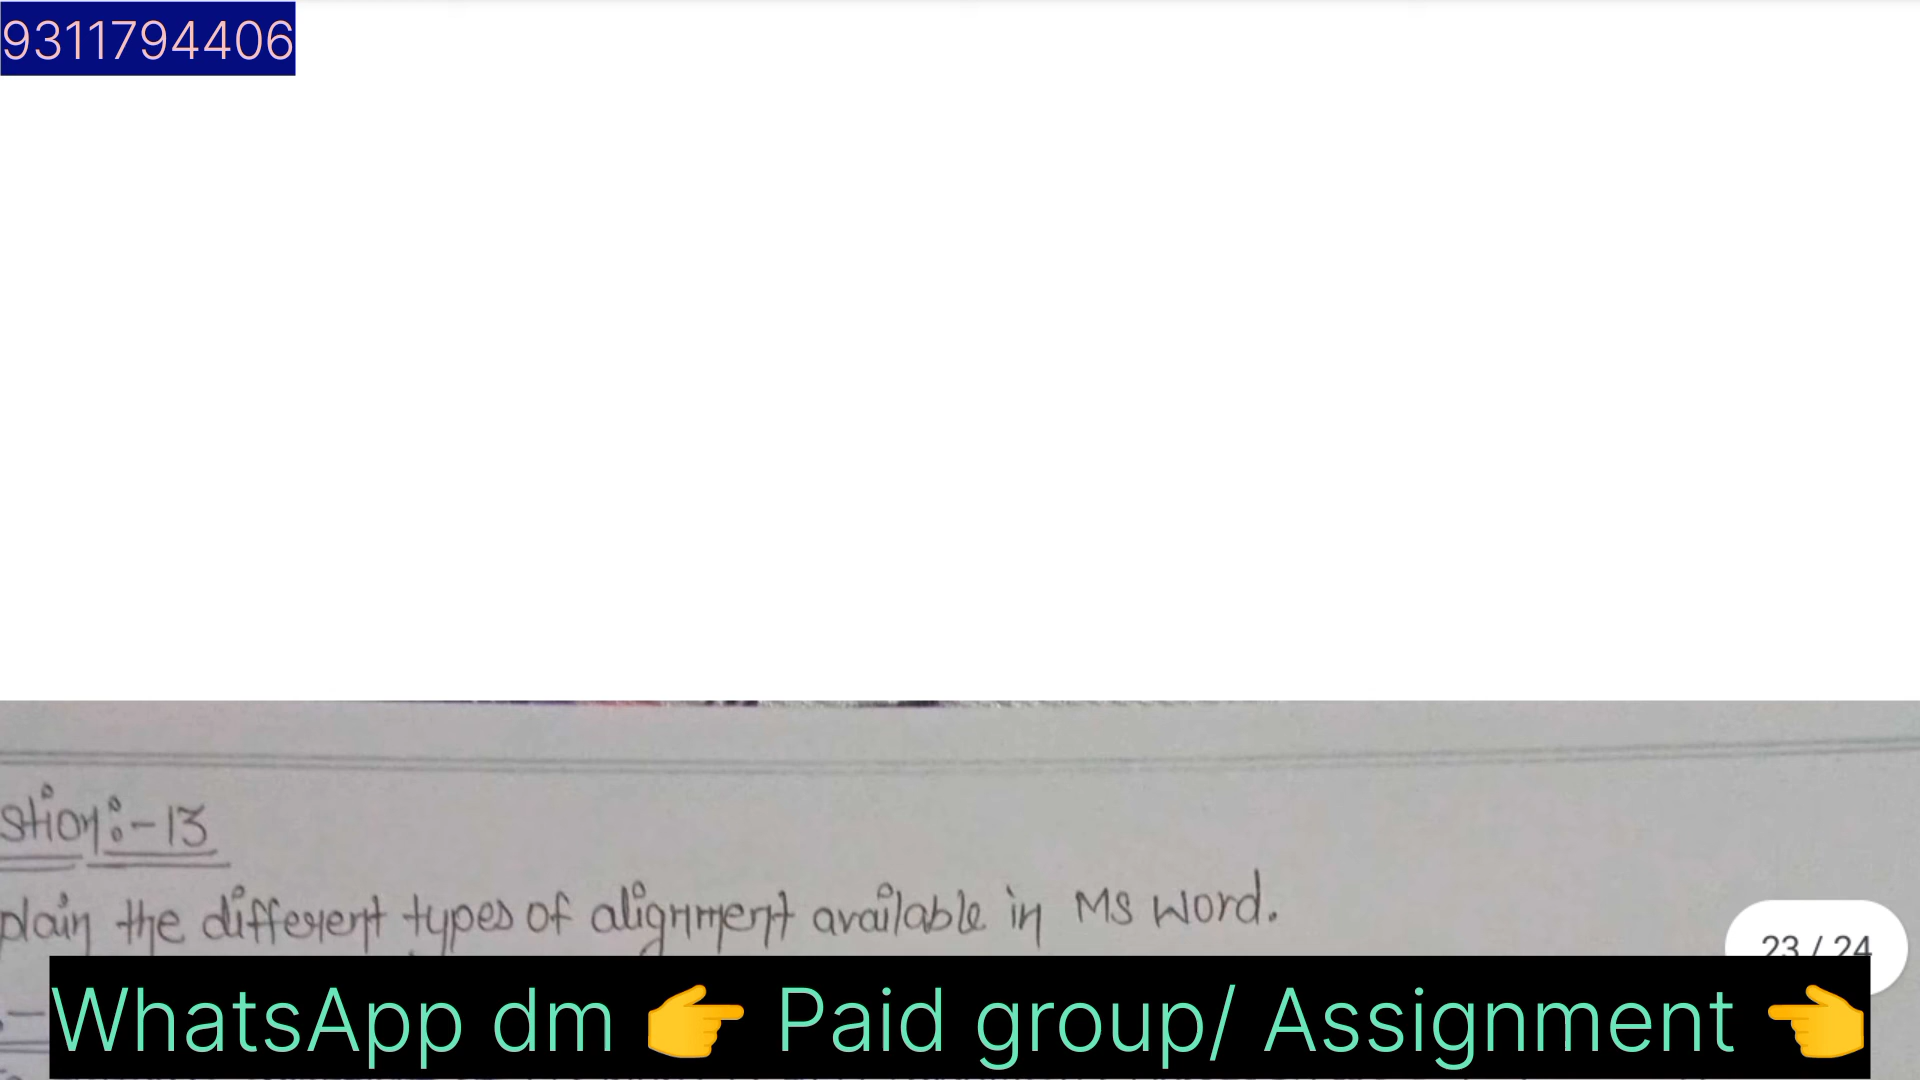 9311794406
stion:-13
plain the different types of alignment available in MS Word.
23 / 24
WhatsApp dm 👉 Paid group/ Assignment 👈